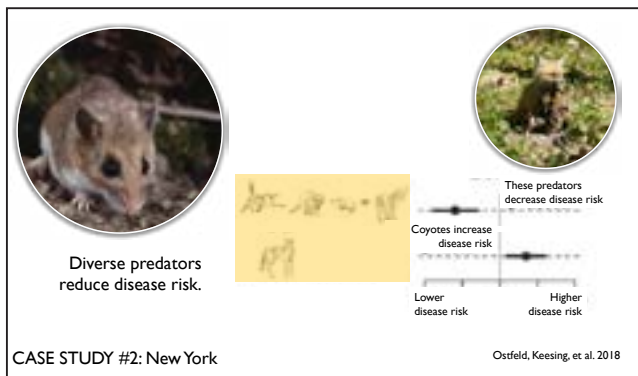 These predators
decrease disease risk
Coyotes increase
disease risk
Diverse predators
reduce disease risk.
Lower
disease risk
Higher
disease risk
CASE STUDY #2: New York
Ostfeld, Keesing, et al. 2018